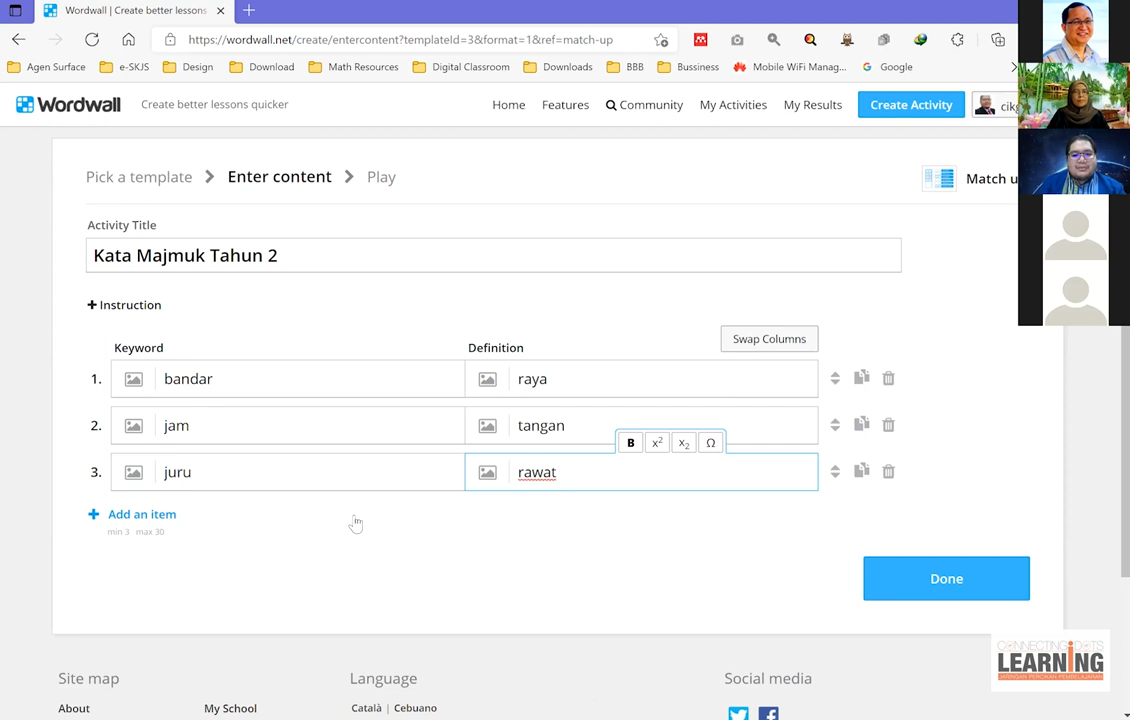 Wordwall | Create better lessons
https://wordwall.net/create/entercontent?templateId=3&format=1&ref=match-up
Agen Surface e-SKJS Design Download Math Resources Digital Classroom Downloads BBB Bussiness Mobile WiFi Manag... Google
Wordwall Create better lessons quicker Home Features Community My Activities My Results Create Activity cikg
Pick a template Enter content Play Match u
Activity Title
Kata Majmuk Tahun 2
+ Instruction
Swap Columns
Keyword Definition
1. bandar raya
2. jam tangan
B x² x₂ Ω
3. juru rawat
+ Add an item
min 3 max 30
Done
CONNECTING DOTS
LEARNING
JARINGAN PERCIKAN PEMBELAJARAN
Site map Language Social media
About My School Català Cebuano